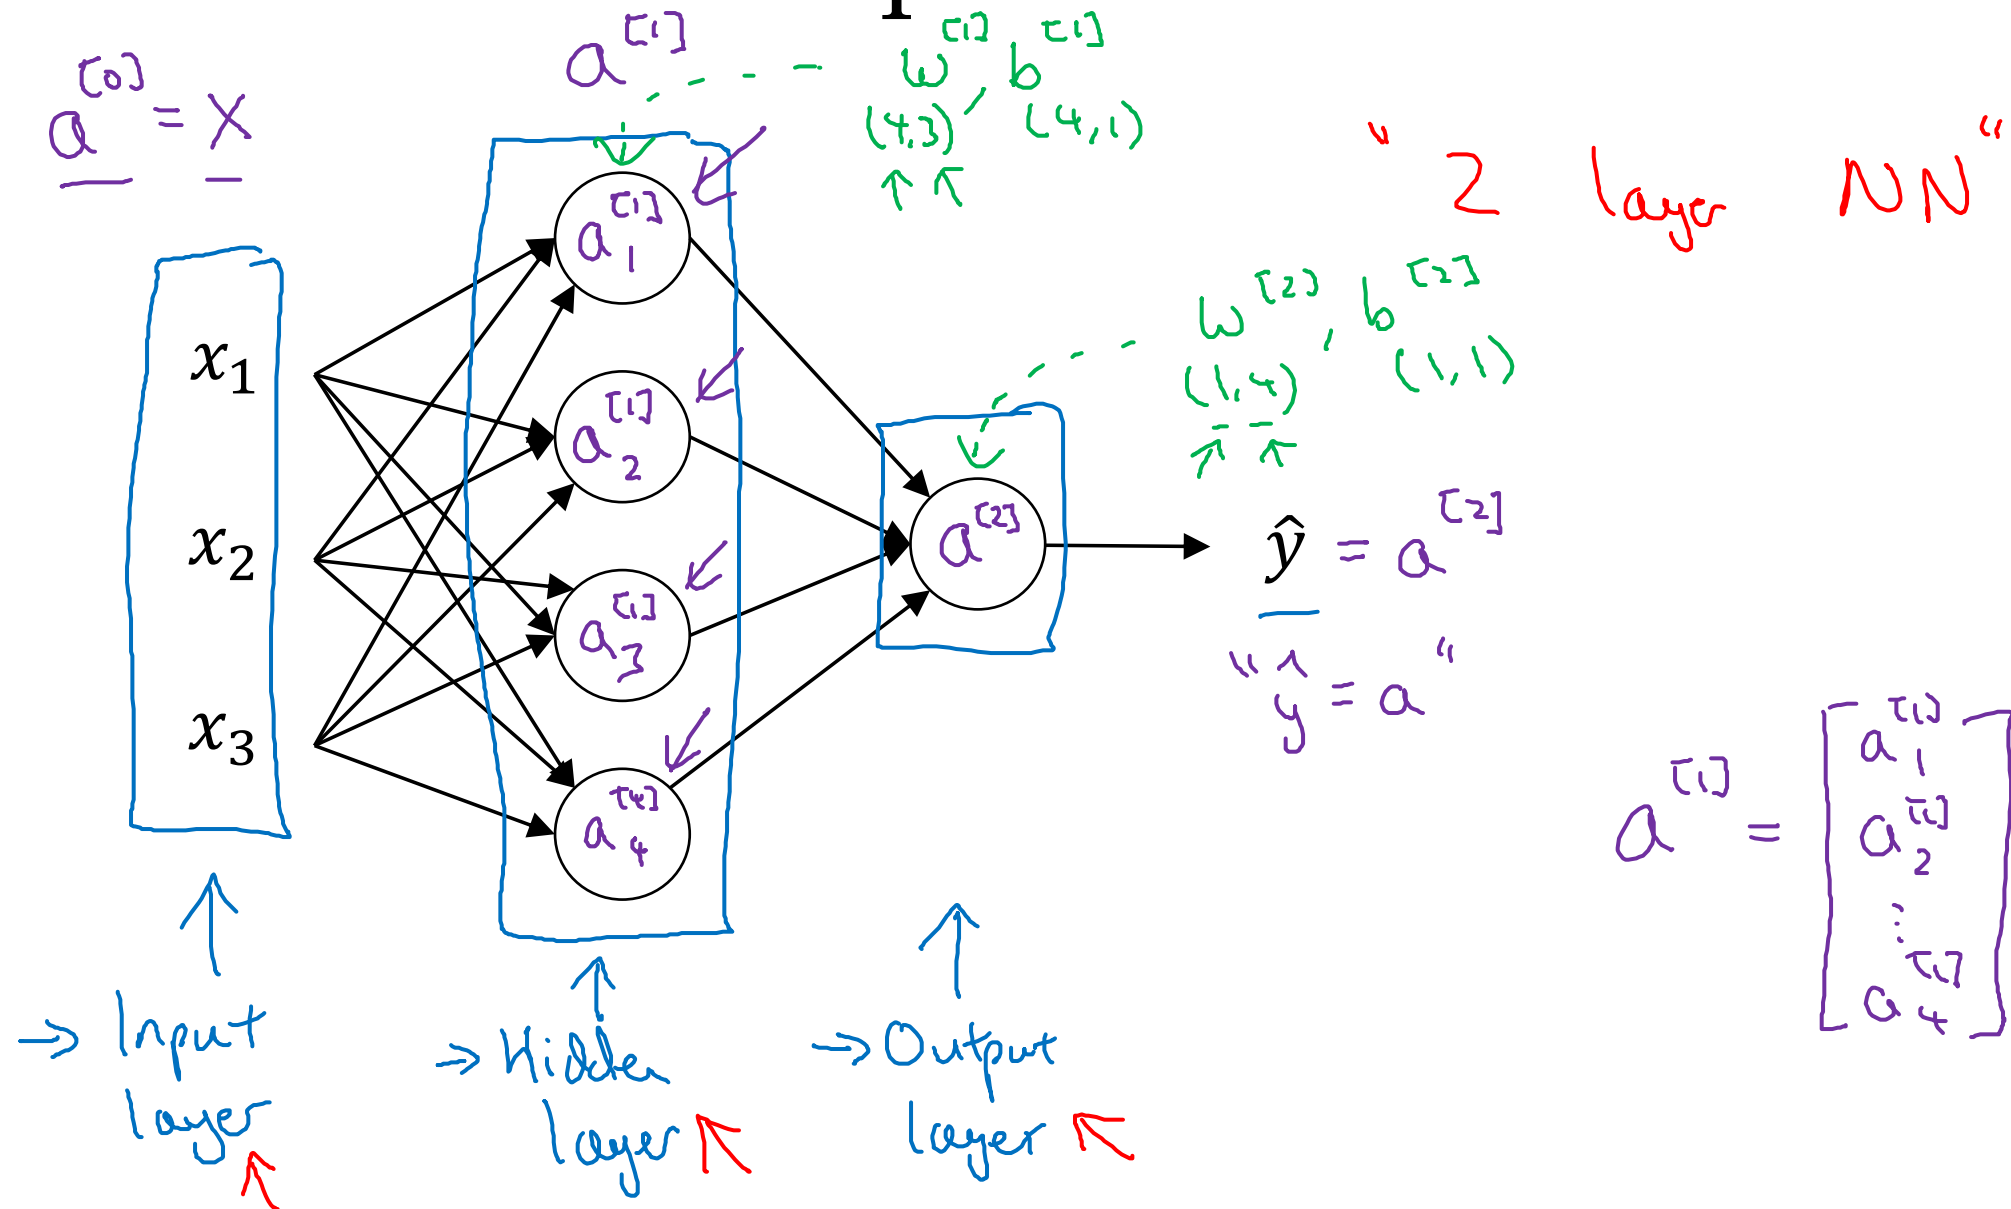 a^[0] = X
a^[1]
w^[1], b^[1]
(4,3) (4,1)
" 2 layer NN "
x₁
x₂
x₃
a₁^[1]
a₂^[1]
a₃^[1]
a₄^[4]
w^[2], b^[2]
(1,4) (1,1)
a^[2]
ŷ = a^[2]
" ŷ = a "
a^[1] = [
a₁^[1]
a₂^[1]
⋮
a₄^[1]
]
→ Input
layer
→ Hidden
layer
→ Output
layer